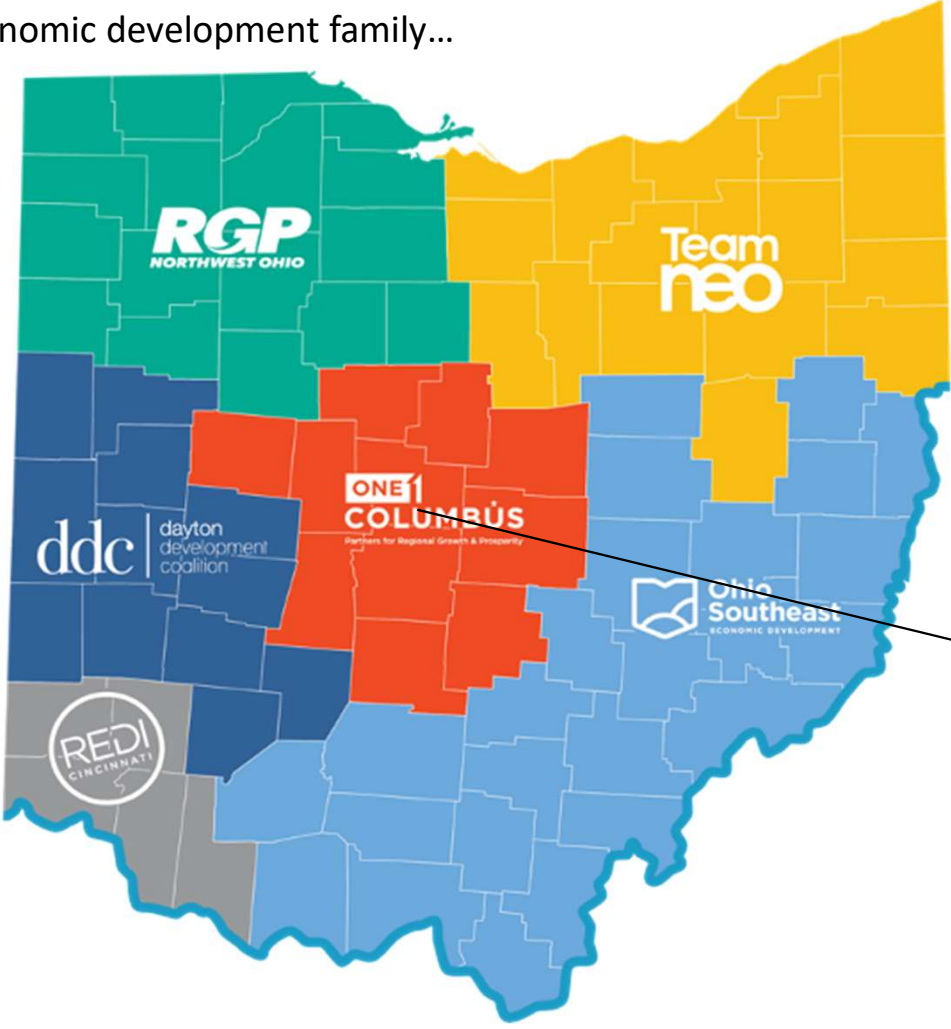 nomic development family…
RGP
NORTHWEST OHIO
Team
neo
ONE 1
COLUMBUS
Partners for Regional Growth & Prosperity
ddc
dayton
development
coalition
Ohio
Southeast
ECONOMIC DEVELOPMENT
REDI
CINCINNATI